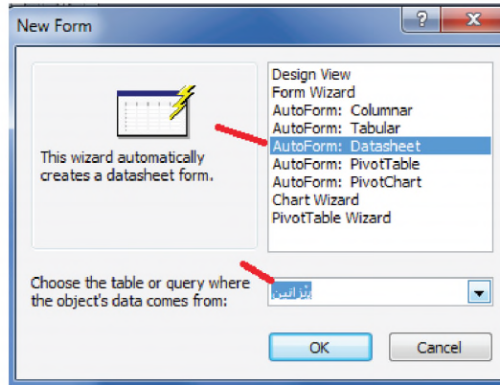 New Form
Design View
Form Wizard
AutoForm: Columnar
AutoForm: Tabular
AutoForm: Datasheet
AutoForm: PivotTable
AutoForm: PivotChart
Chart Wizard
PivotTable Wizard
This wizard automatically
creates a datasheet form.
Choose the table or query where
the object's data comes from:
OK
Cancel